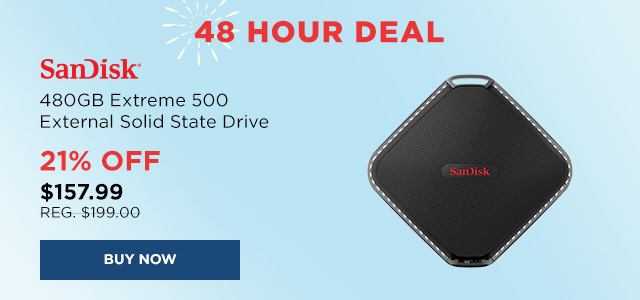 48 HOUR DEAL
SanDisk®
480GB Extreme 500
External Solid State Drive
21% OFF
$157.99
REG. $199.00
BUY NOW
SanDisk